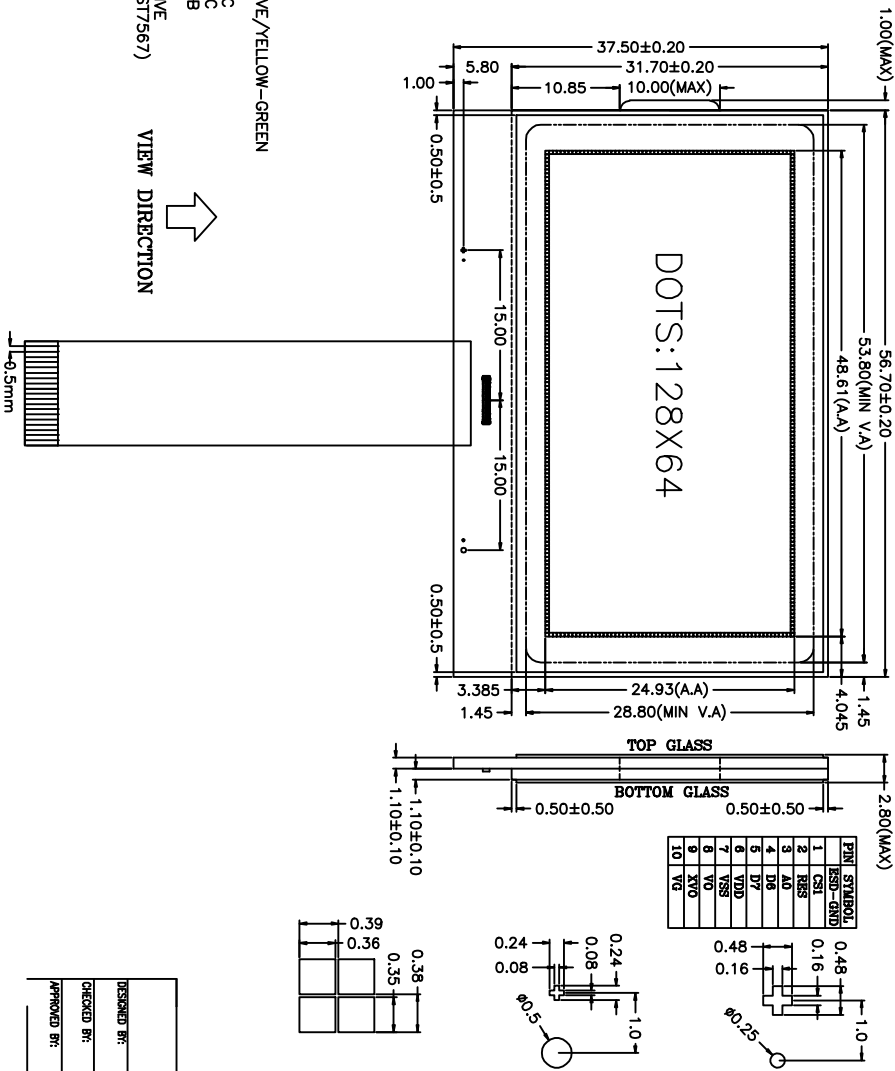 1.00(MAX)
56.70±0.20
53.80(MIN V.A)
48.61(A.A)
1.45
4.045
37.50±0.20
5.80
31.70±0.20
1.00
10.85
10.00(MAX)
0.50±0.5
DOTS:128X64
15.00
15.00
0.50±0.5
3.385
24.93(A.A)
1.45
28.80(MIN V.A)
0.5mm
VE/YELLOW-GREEN
C
C
B
VE
ST7567)
VIEW DIRECTION
TOP GLASS
BOTTOM GLASS
2.80(MAX)
0.50±0.50
0.50±0.50
1.10±0.10
1.10±0.10
PIN SYMBOL
ESD-GND
1 CS1
2 RES
3 A0
4 D6
5 D7
6 VDD
7 VSS
8 V0
9 XV0
10 VG
0.48
0.16
0.16
0.48
1.0
ø0.25
0.24
0.08
0.08
0.24
1.0
ø0.5
0.39
0.36
0.38
0.35
DESIGNED BY:
CHECKED BY:
APPROVED BY: